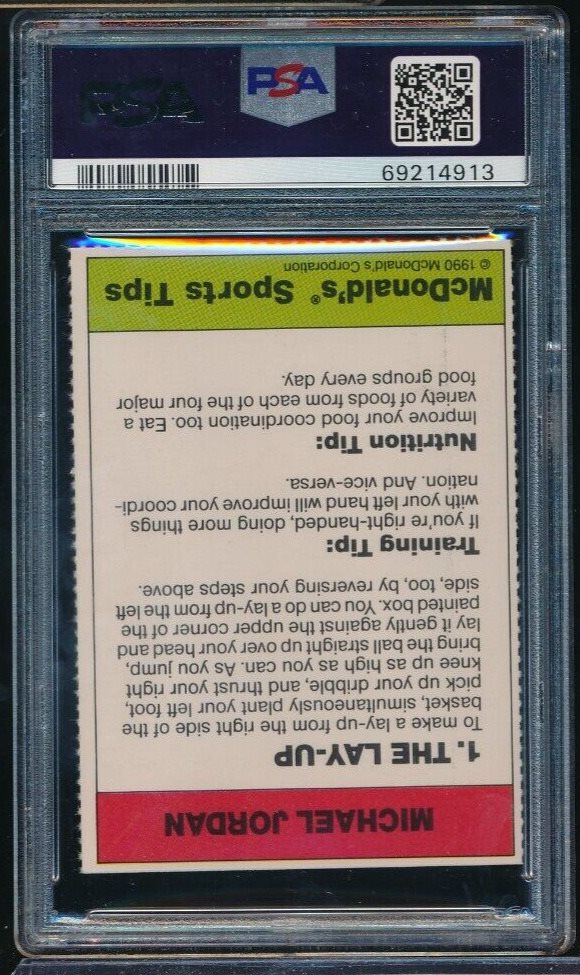 PSA
PSA
69214913
MICHAEL JORDAN
1. THE LAY-UP
To make a lay-up from the right side of the
basket, simultaneously plant your left foot,
pick up your dribble, and thrust your right
knee up as high as you can. As you jump,
bring the ball straight up over your head and
lay it gently against the upper corner of the
painted box. You can do a lay-up from the left
side, too, by reversing your steps above.
Training Tip:
If you're right-handed, doing more things
with your left hand will improve your coordi-
nation. And vice-versa.
Nutrition Tip:
Improve your food coordination too. Eat a
variety of foods from each of the four major
food groups every day.
McDonald's® Sports Tips
© 1990 McDonald's Corporation